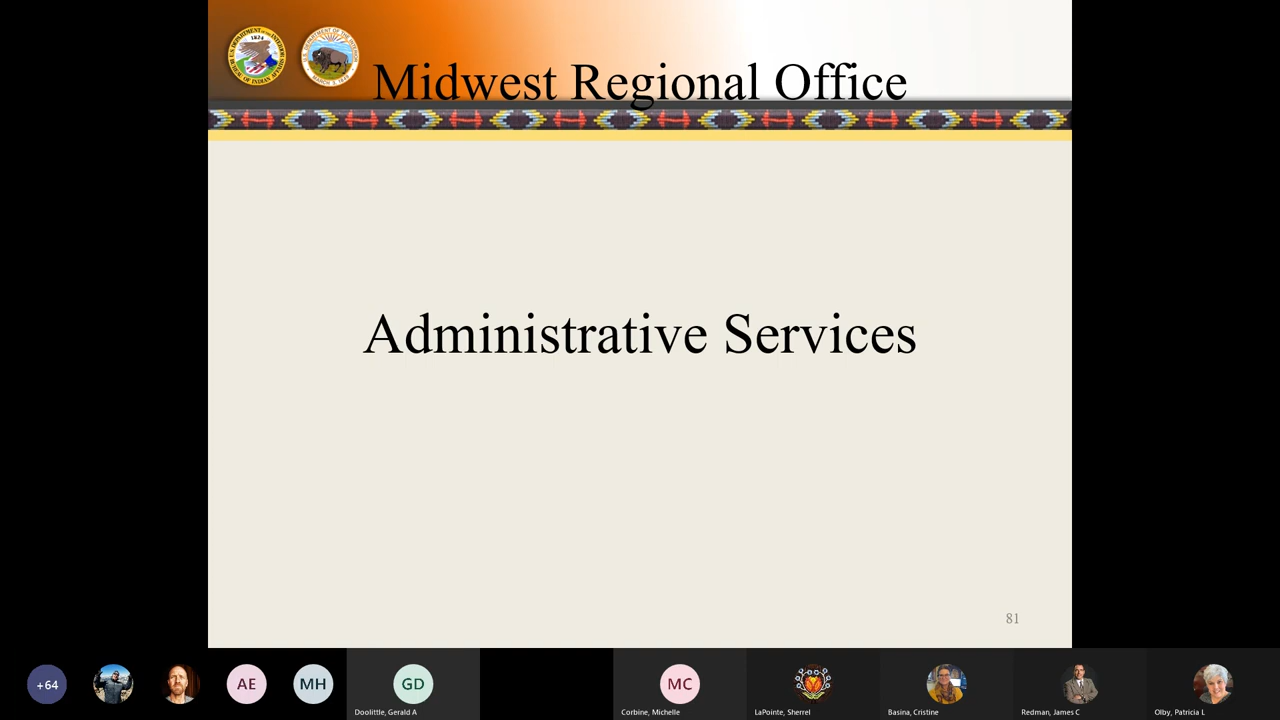 Midwest Regional Office
Administrative Services
81
+64
AE
MH
GD
MC
Doolittle, Gerald A
Corbine, Michelle
LaPointe, Sherrel
Basina, Cristine
Redman, James C
Olby, Patricia L